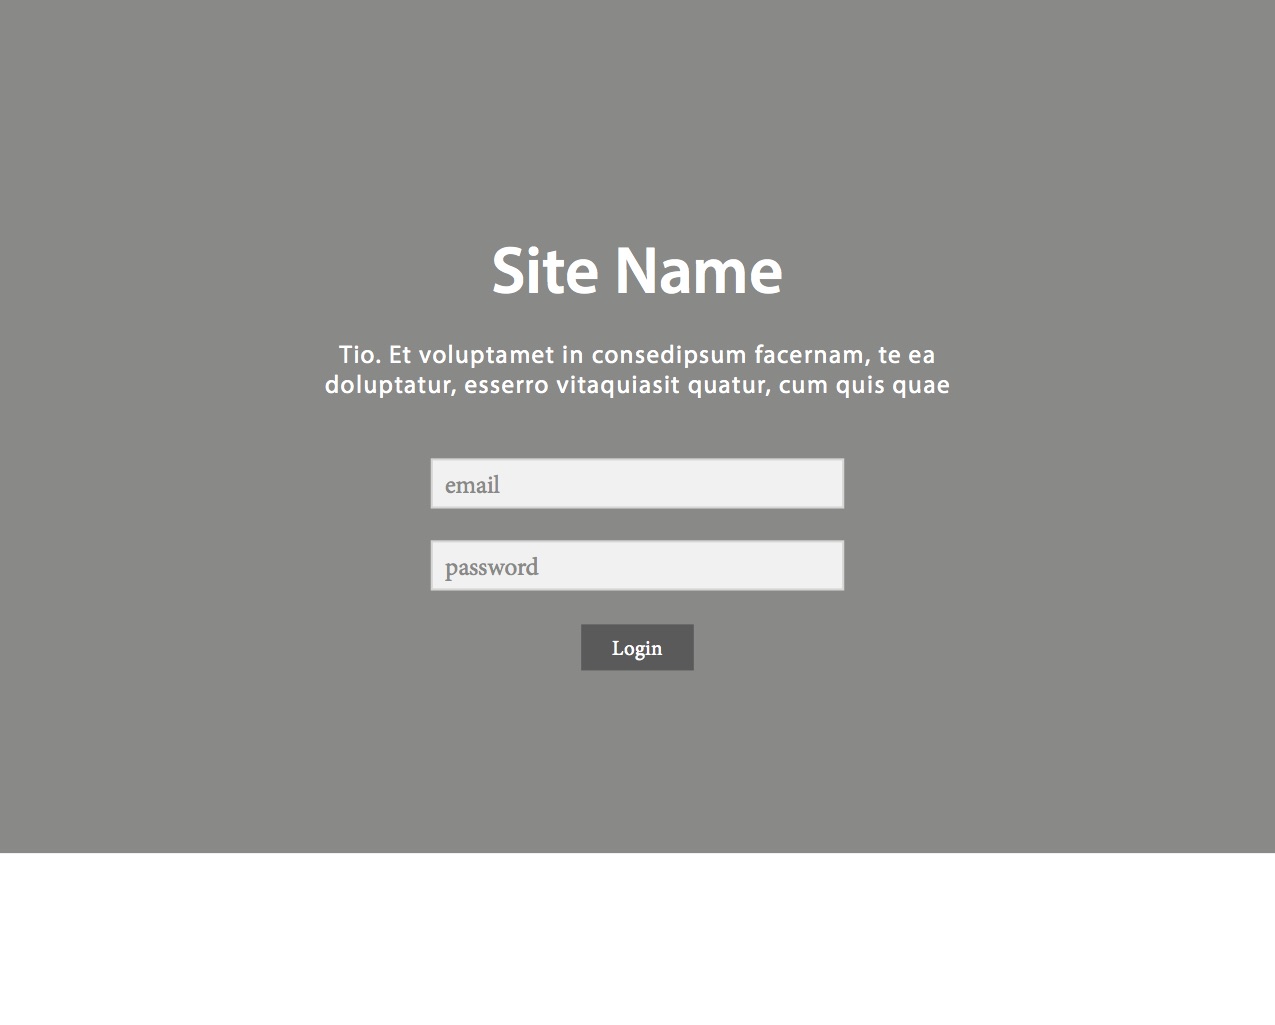 Site Name
Tio. Et voluptamet in consedipsum facernam, te ea
doluptatur, esserro vitaquiasit quatur, cum quis quae
email
password
Login